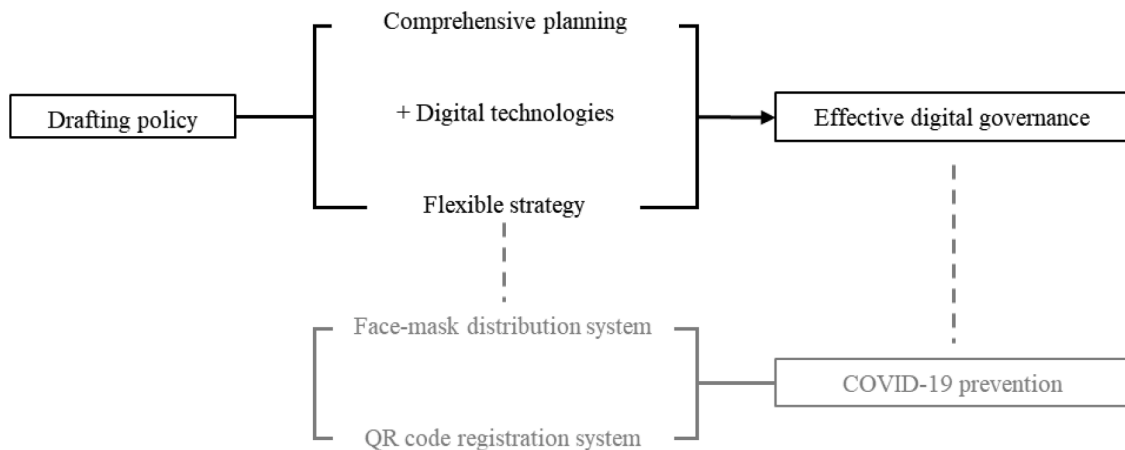 Comprehensive planning
Drafting policy
+ Digital technologies
Effective digital governance
Flexible strategy
Face-mask distribution system
COVID-19 prevention
QR code registration system